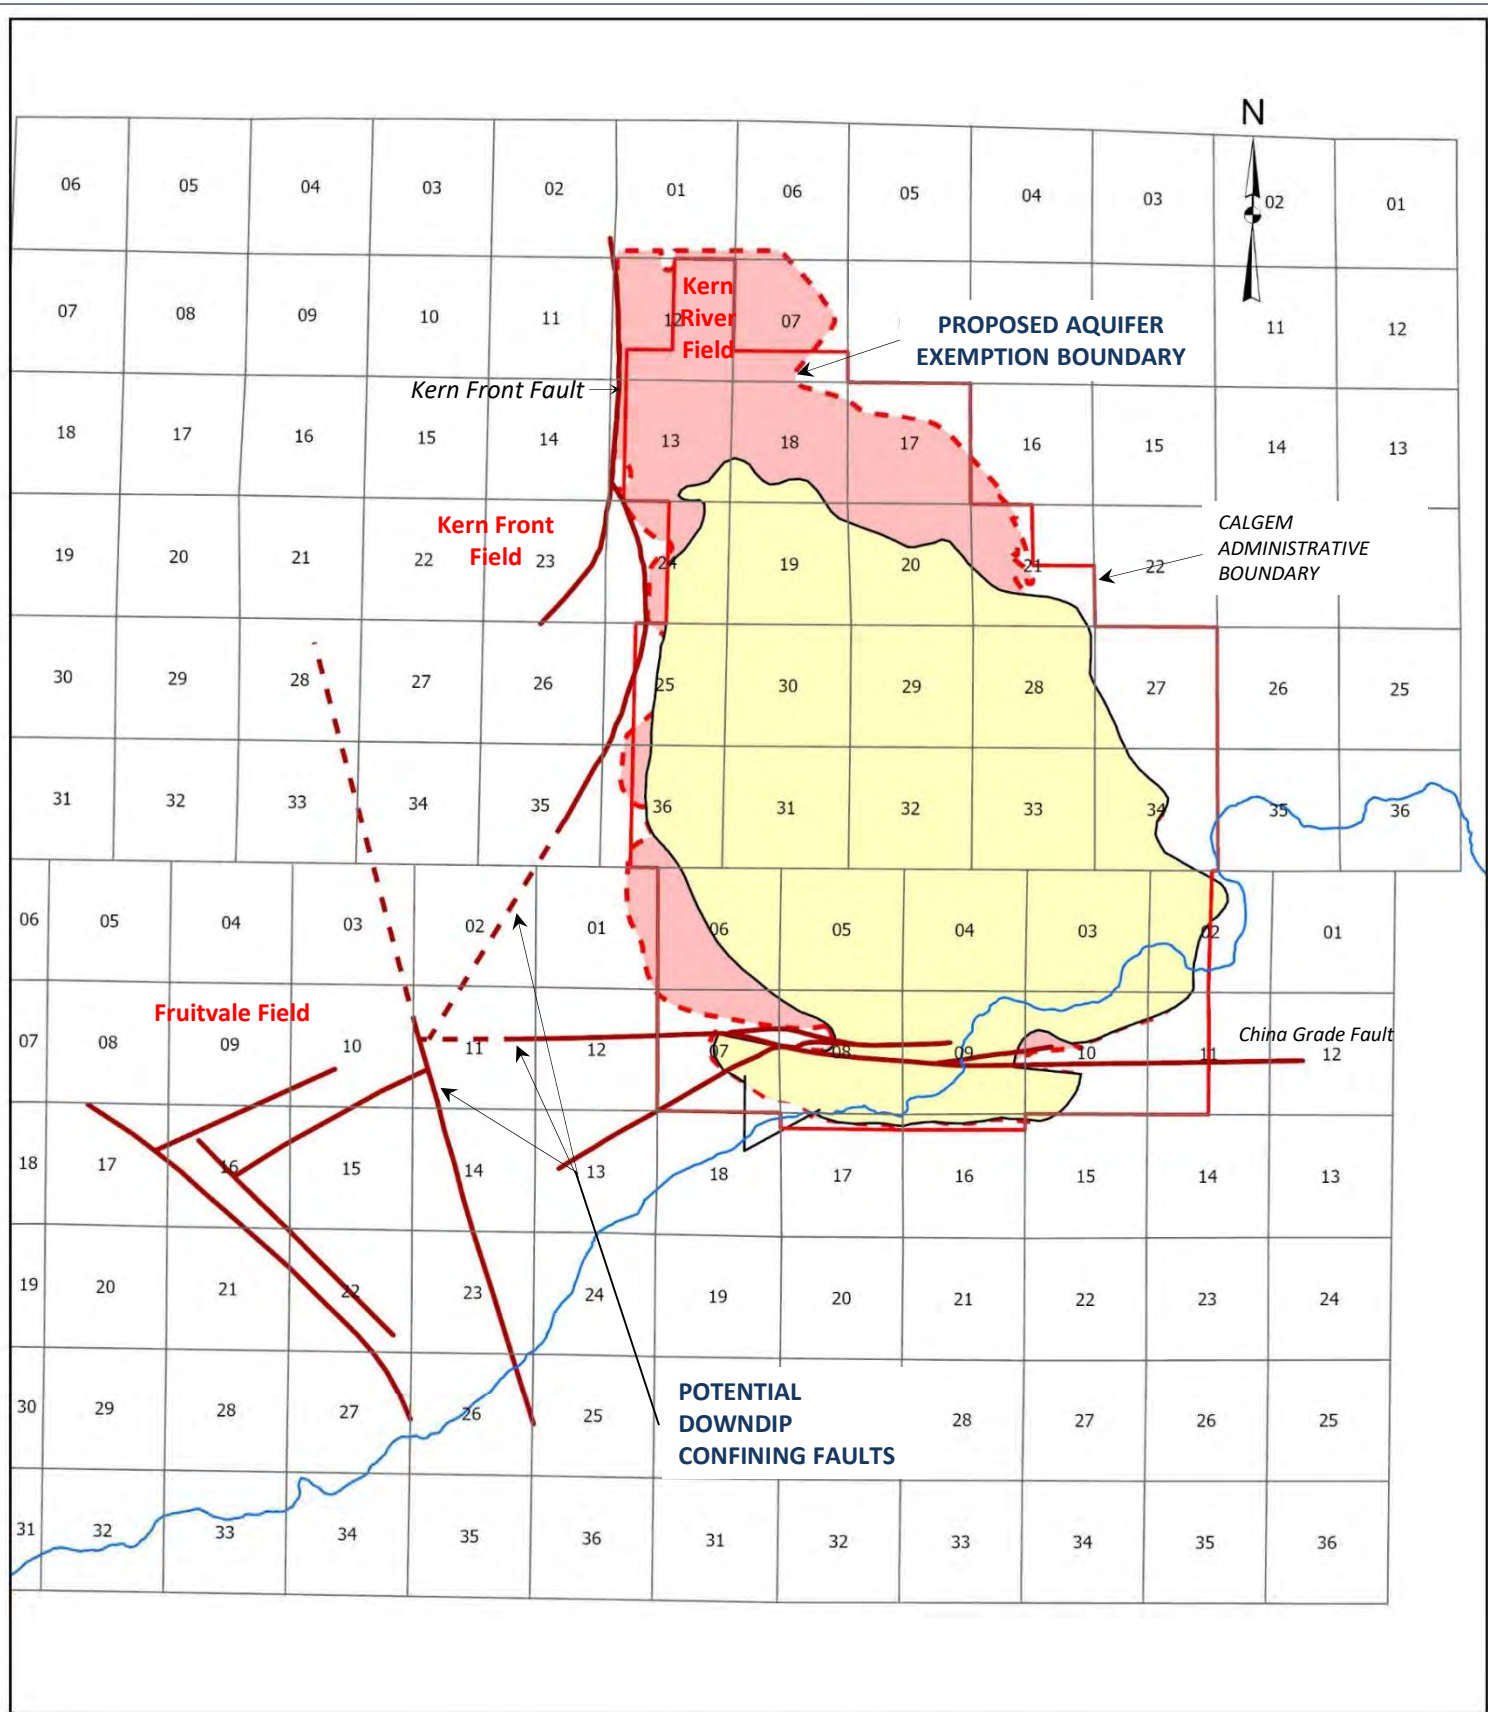 N
06 05 04 03 02 01 06 05 04 03 02 01
07 08 09 10 11 12 07 11 12
Kern
River
Field
PROPOSED AQUIFER
EXEMPTION BOUNDARY
Kern Front Fault
18 17 16 15 14 13 18 17 16 15 14 13
Kern Front
Field
CALGEM
ADMINISTRATIVE
BOUNDARY
19 20 21 22 23 24 19 20 21 22
30 29 28 27 26 25 30 29 28 27 26 25
31 32 33 34 35 36 31 32 33 34 35 36
06 05 04 03 02 01 06 05 04 03 02 01
Fruitvale Field
China Grade Fault
07 08 09 10 11 12 07 08 09 10 11 12
18 17 16 15 14 13 18 17 16 15 14 13
19 20 21 22 23 24 19 20 21 22 23 24
30 29 28 27 26 25 28 27 26 25
POTENTIAL
DOWNDIP
CONFINING FAULTS
31 32 33 34 35 36 31 32 33 34 35 36